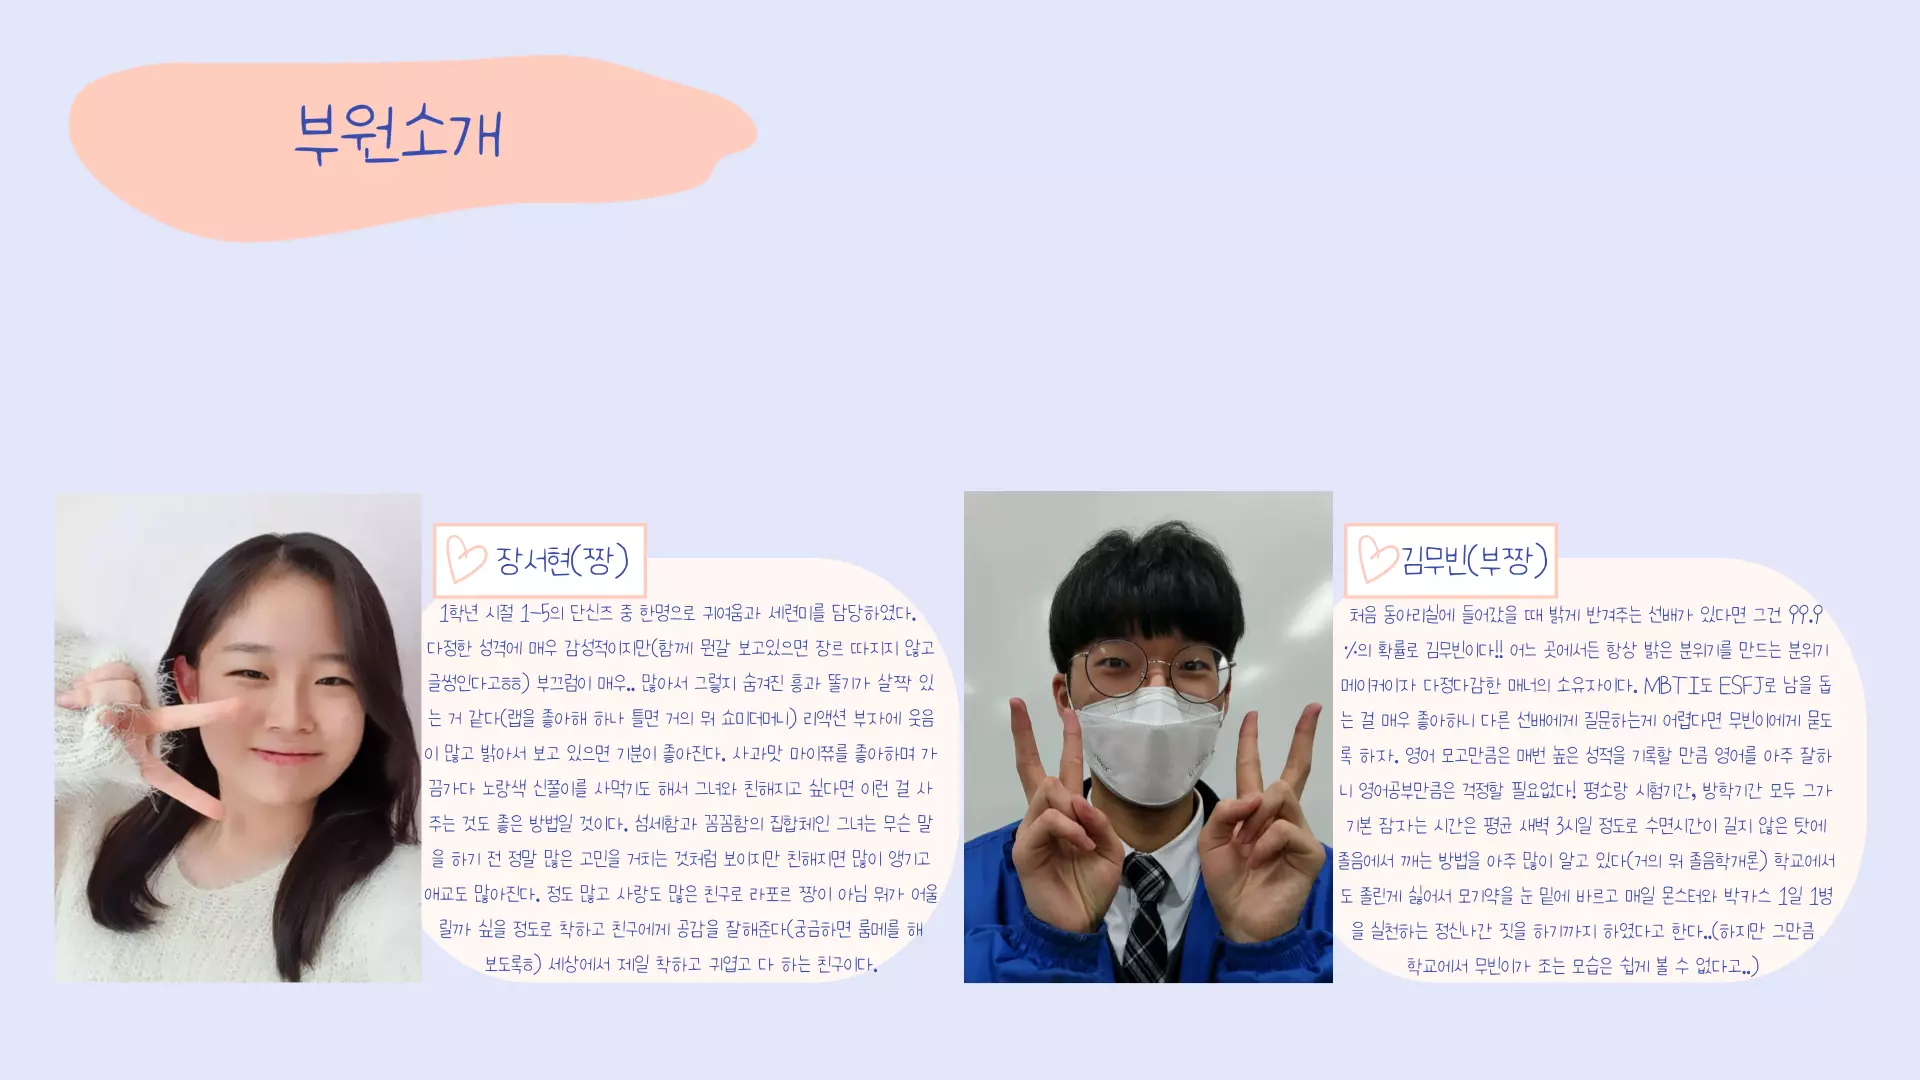 부원소개
장서현(짱)
1학년 시절 1-5의 단신즈 중 한명으로 귀여움과 세련미를 담당하였다.
다정한 성격에 매우 감성적이지만(함께 뭔갈 보고있으면 장르 따지지 않고
글썽인다고ㅎㅎ) 부끄럼이 매우.. 많아서 그렇지 숨겨진 흥과 똘기가 살짝 있
는 거 같다(랩을 좋아해 하나 틀면 거의 뭐 쇼미더머니) 리액션 부자에 웃음
이 많고 밝아서 보고 있으면 기분이 좋아진다. 사과맛 마이쮸를 좋아하며 가
끔가다 노랑색 신쫄이를 사먹기도 해서 그녀와 친해지고 싶다면 이런 걸 사
주는 것도 좋은 방법일 것이다. 섬세함과 꼼꼼함의 집합체인 그녀는 무슨 말
을 하기 전 정말 많은 고민을 거치는 것처럼 보이지만 친해지면 많이 앵기고
애교도 많아진다. 정도 많고 사랑도 많은 친구로 라포르 짱이 아님 뭐가 어울
릴까 싶을 정도로 착하고 친구에게 공감을 잘해준다(궁금하면 룸메를 해
보도록ㅎ) 세상에서 제일 착하고 귀엽고 다 하는 친구이다.
김무빈(부짱)
처음 동아리실에 들어갔을 때 밝게 반겨주는 선배가 있다면 그건 99.9
%의 확률로 김무빈이다!! 어느 곳에서든 항상 밝은 분위기를 만드는 분위기
메이커이자 다정다감한 매너의 소유자이다. MBTI도 ESFJ로 남을 돕
는 걸 매우 좋아하니 다른 선배에게 질문하는게 어렵다면 무빈이에게 묻도
록 하자. 영어 모고만큼은 매번 높은 성적을 기록할 만큼 영어를 아주 잘하
니 영어공부만큼은 걱정할 필요없다! 평소랑 시험기간, 방학기간 모두 그가
기본 잠자는 시간은 평균 새벽 3시일 정도로 수면시간이 길지 않은 탓에
졸음에서 깨는 방법을 아주 많이 알고 있다(거의 뭐 졸음학개론) 학교에서
도 졸린게 싫어서 모기약을 눈 밑에 바르고 매일 몬스터와 박카스 1일 1병
을 실천하는 정신나간 짓을 하기까지 하였다고 한다..(하지만 그만큼
학교에서 무빈이가 조는 모습은 쉽게 볼 수 없다고..)